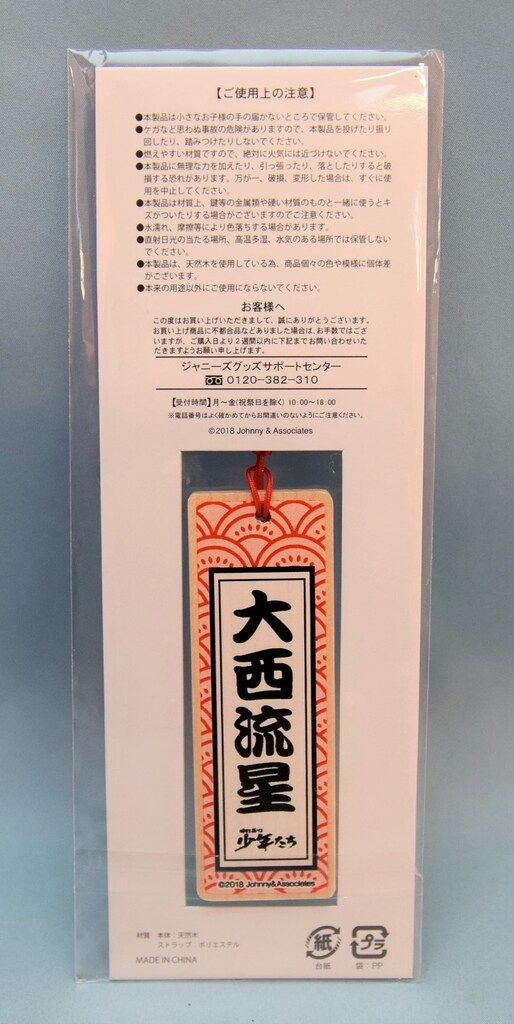 【ご使用上の注意】
●本製品は小さなお子様の手の届かないところで保管してください。
●ケガなど思わぬ事故の危険がありますので、本製品を投げたり振り
回したり、踏みつけたりしないでください。
●燃えやすい材質ですので、絶対に火気には近づけないでください。
●本製品に無理な力を加えたり、引っ張ったり、落としたりすると破
損する恐れがあります。万が一、破損、変形した場合は、すぐに使
用を中止してください。
●本製品は材質上、鍵等の金属類や硬い材質のものと一緒に使うとキ
ズがついたりする場合がございますのでご注意ください。
●水濡れ、摩擦等により色落ちする場合があります。
●直射日光の当たる場所、高温多湿、水気のある場所では保管しない
でください。
●本製品は、天然木を使用している為、商品個々の色や模様に個体差
がございます。
●本来の用途以外にご使用にならないでください。
お客様へ
この度はお買い上げいただきまして、誠にありがとうございます。
お買い上げ商品に不都合品などありました場合は、お手数ではござ
いますが、ご購入日より2週間以内に下記までお問い合わせいた
だきますようお願い申し上げます。
ジャニーズグッズサポートセンター
0120-382-310
【受付時間】月～金(祝祭日を除く) 10:00～18:00
※電話番号はよく確かめてからお間違いのないようにご注意ください。
©2018 Johnny & Associates
大西流星
少年たち
©2018 Johnny&Associates
材質 本体：天然木
ストラップ：ポリエステル
MADE IN CHINA
紙
台紙
プラ
袋：PP